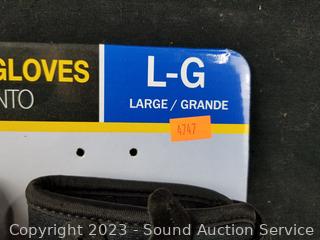 GLOVES
NTO
L-G
LARGE / GRANDE
4747
Copyright 2023 - Sound Auction Service